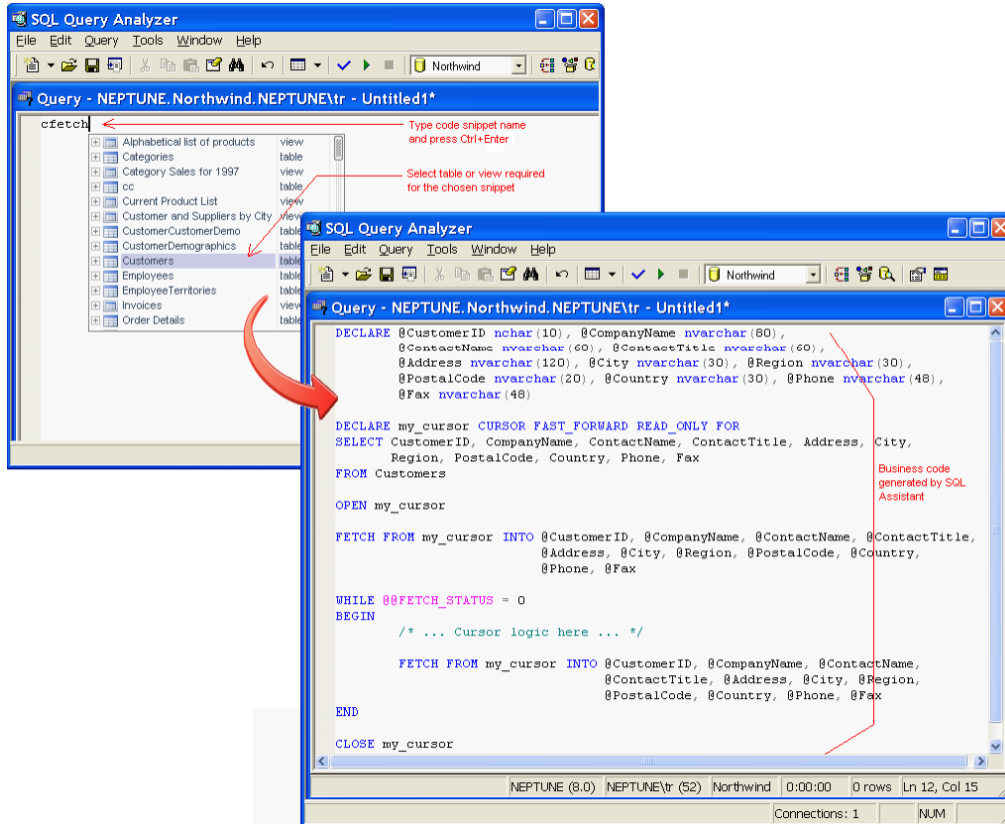 SQL Query Analyzer
File Edit Query Tools Window Help
Northwind
Query - NEPTUNE.Northwind.NEPTUNE\tr - Untitled1*
cfetch
Type code snippet name
and press Ctrl+Enter
Alphabetical list of products view
Categories table
Category Sales for 1997 view
cc table
Current Product List view
Customer and Suppliers by City view
CustomerCustomerDemo table
CustomerDemographics table
Customers table
Employees table
EmployeeTerritories table
Invoices view
Order Details table
Select table or view required
for the chosen snippet
SQL Query Analyzer
File Edit Query Tools Window Help
Northwind
Query - NEPTUNE.Northwind.NEPTUNE\tr - Untitled1*
DECLARE @CustomerID nchar(10), @CompanyName nvarchar(80),
@ContactName nvarchar(60), @ContactTitle nvarchar(60),
@Address nvarchar(120), @City nvarchar(30), @Region nvarchar(30),
@PostalCode nvarchar(20), @Country nvarchar(30), @Phone nvarchar(48),
@Fax nvarchar(48)
DECLARE my_cursor CURSOR FAST_FORWARD READ_ONLY FOR
SELECT CustomerID, CompanyName, ContactName, ContactTitle, Address, City,
Region, PostalCode, Country, Phone, Fax
FROM Customers
OPEN my_cursor
FETCH FROM my_cursor INTO @CustomerID, @CompanyName, @ContactName, @ContactTitle,
@Address, @City, @Region, @PostalCode, @Country,
@Phone, @Fax
WHILE @@FETCH_STATUS = 0
BEGIN
/* ... Cursor logic here ... */
FETCH FROM my_cursor INTO @CustomerID, @CompanyName, @ContactName,
@ContactTitle, @Address, @City, @Region,
@PostalCode, @Country, @Phone, @Fax
END
CLOSE my_cursor
Business code
generated by SQL
Assistant
NEPTUNE (8.0) NEPTUNE\tr (52) Northwind 0:00:00 0 rows Ln 12, Col 15
Connections: 1 NUM